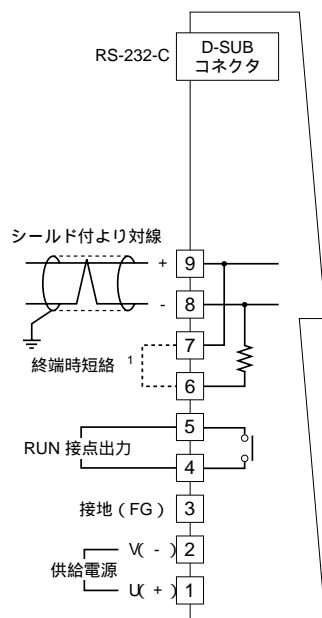 RS-232-C
D-SUB
コネクタ
シールド付より対線
+ 9
- 8
7
終端時短絡 1
6
5
RUN 接点出力
4
接地（FG） 3
V( - ) 2
供給電源
U( + ) 1